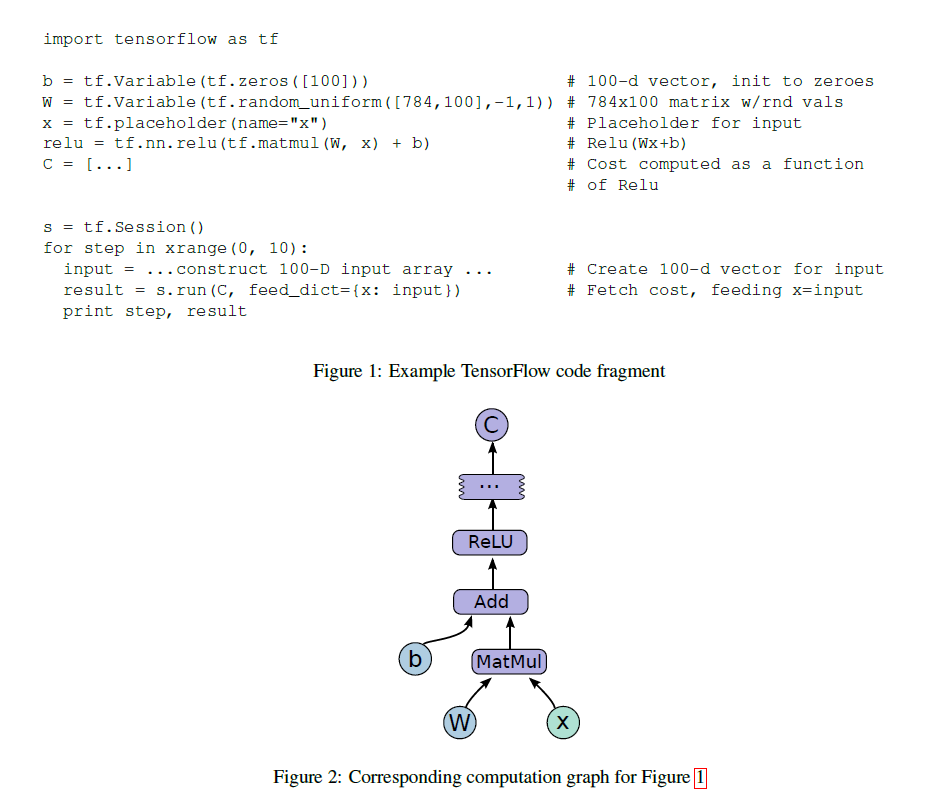 import tensorflow as tf
b = tf.Variable(tf.zeros([100])) # 100-d vector, init to zeroes
W = tf.Variable(tf.random_uniform([784,100],-1,1)) # 784x100 matrix w/rnd vals
x = tf.placeholder(name="x") # Placeholder for input
relu = tf.nn.relu(tf.matmul(W, x) + b) # Relu(Wx+b)
C = [...] # Cost computed as a function
# of Relu
s = tf.Session()
for step in xrange(0, 10):
  input = ...construct 100-D input array ... # Create 100-d vector for input
  result = s.run(C, feed_dict={x: input}) # Fetch cost, feeding x=input
  print step, result
Figure 1: Example TensorFlow code fragment
C
...
ReLU
Add
b
MatMul
W x
Figure 2: Corresponding computation graph for Figure 1